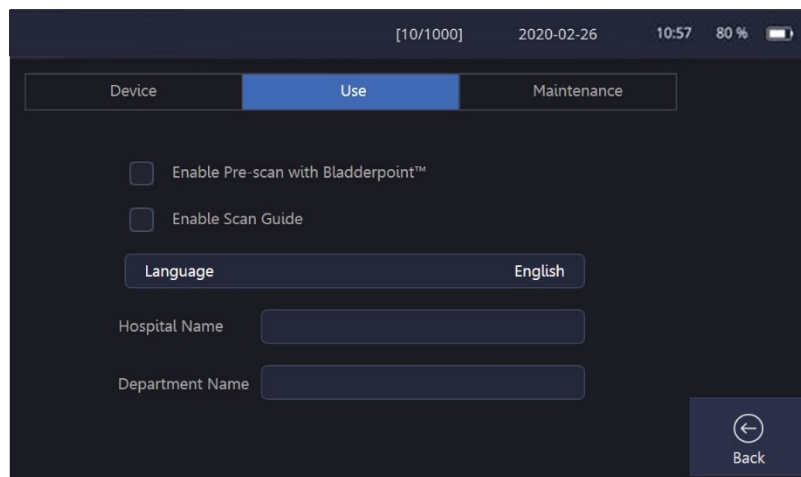 [10/1000] 2020-02-26 10:57 80 %
Device Use Maintenance
Enable Pre-scan with Bladderpoint™
Enable Scan Guide
Language English
Hospital Name
Department Name
Back